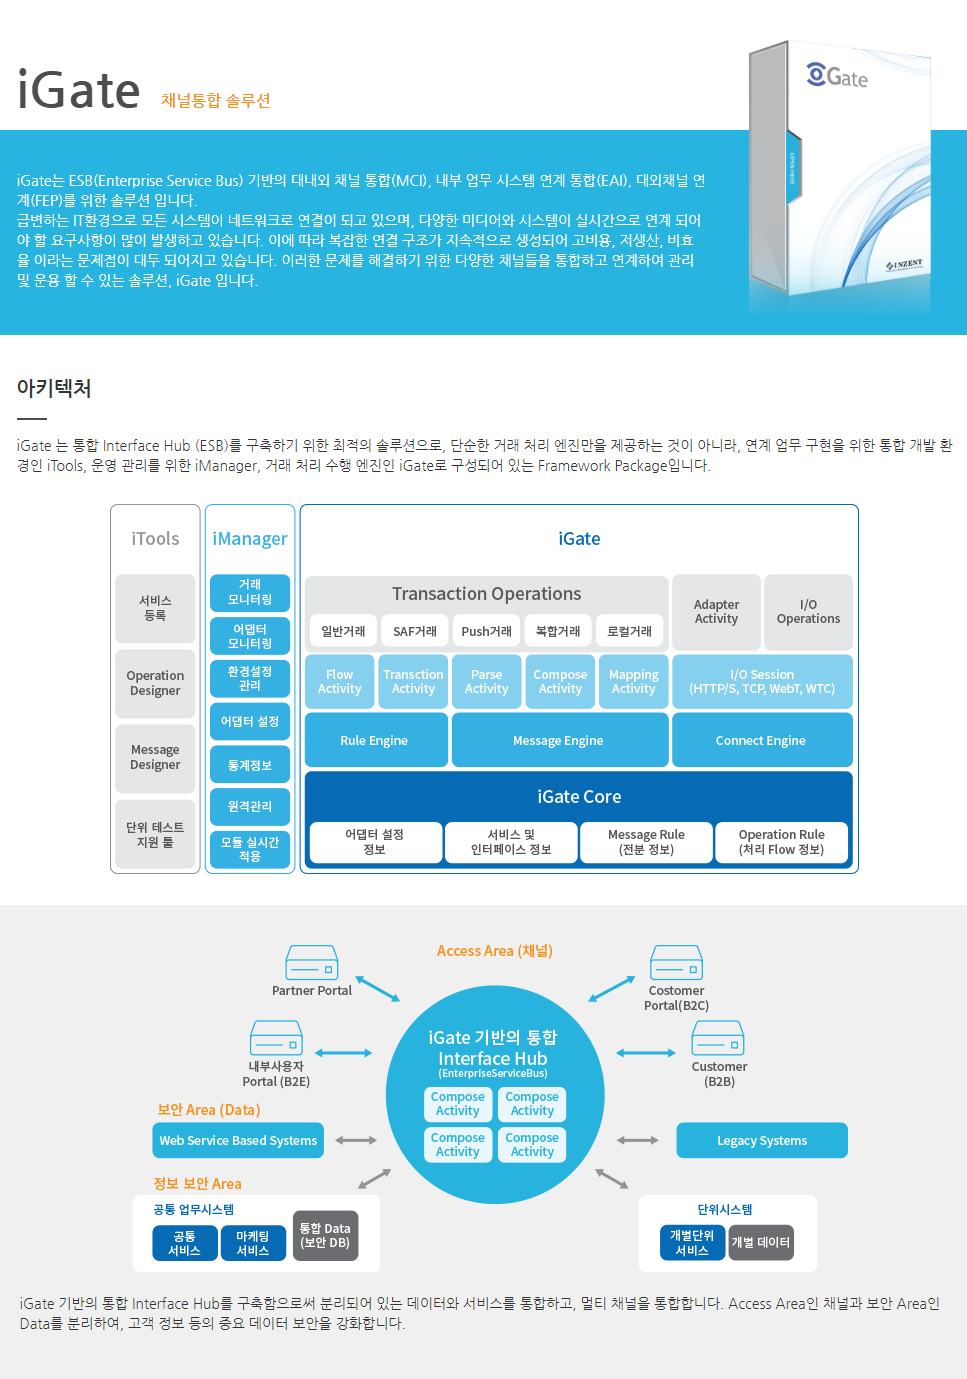 iGate 채널통합 솔루션
Gate
OPEN HERE
INZENT
iGate는 ESB(Enterprise Service Bus) 기반의 대내외 채널 통합(MCI), 내부 업무 시스템 연계 통합(EAI), 대외채널 연
계(FEP)를 위한 솔루션 입니다.
급변하는 IT환경으로 모든 시스템이 네트워크로 연결이 되고 있으며, 다양한 미디어와 시스템이 실시간으로 연계 되어
야 할 요구사항이 많이 발생하고 있습니다. 이에 따라 복잡한 연결 구조가 지속적으로 생성되어 고비용, 저생산, 비효
율 이라는 문제점이 대두 되어지고 있습니다. 이러한 문제를 해결하기 위한 다양한 채널들을 통합하고 연계하여 관리
및 운용 할 수 있는 솔루션, iGate 입니다.
아키텍처
iGate 는 통합 Interface Hub (ESB)를 구축하기 위한 최적의 솔루션으로, 단순한 거래 처리 엔진만을 제공하는 것이 아니라, 연계 업무 구현을 위한 통합 개발 환
경인 iTools, 운영 관리를 위한 iManager, 거래 처리 수행 엔진인 iGate로 구성되어 있는 Framework Package입니다.
iTools
서비스
등록
Operation
Designer
Message
Designer
단위 테스트
지원 툴
iManager
거래
모니터링
어댑터
모니터링
환경설정
관리
어댑터 설정
통계정보
원격관리
모듈 실시간
적용
iGate
Transaction Operations
일반거래
SAF거래
Push거래
복합거래
로컬거래
Adapter
Activity
I/O
Operations
Flow
Activity
Transction
Activity
Parse
Activity
Compose
Activity
Mapping
Activity
I/O Session
(HTTP/S, TCP, WebT, WTC)
Rule Engine
Message Engine
Connect Engine
iGate Core
어댑터 설정
정보
서비스 및
인터페이스 정보
Message Rule
(전문 정보)
Operation Rule
(처리 Flow 정보)
Access Area (채널)
Partner Portal
Costomer
Portal(B2C)
내부사용자
Portal (B2E)
Customer
(B2B)
iGate 기반의 통합
Interface Hub
(EnterpriseServiceBus)
Compose
Activity
Compose
Activity
Compose
Activity
Compose
Activity
보안 Area (Data)
Web Service Based Systems
Legacy Systems
정보 보안 Area
공통 업무시스템
공통
서비스
마케팅
서비스
통합 Data
(보안 DB)
단위시스템
개별단위
서비스
개별 데이터
iGate 기반의 통합 Interface Hub를 구축함으로써 분리되어 있는 데이터와 서비스를 통합하고, 멀티 채널을 통합합니다. Access Area인 채널과 보안 Area인
Data를 분리하여, 고객 정보 등의 중요 데이터 보안을 강화합니다.